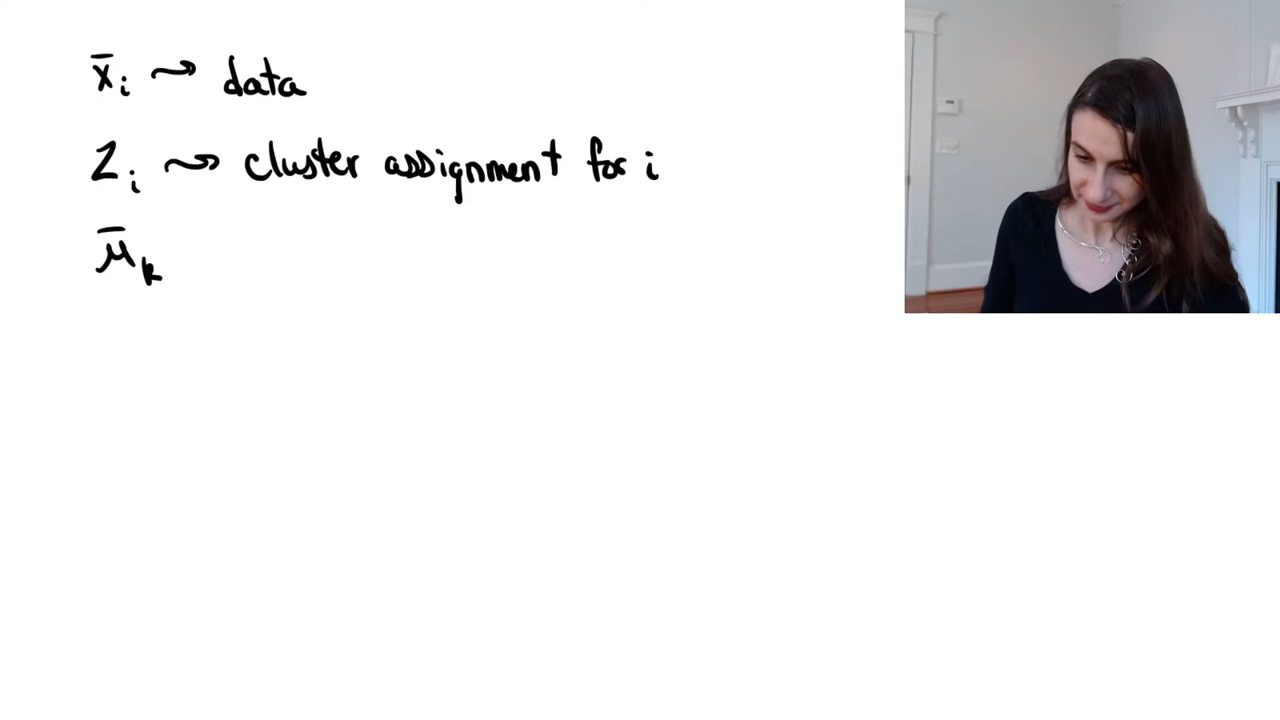 x̄ᵢ ⤳ data
zᵢ ⤳ cluster assignment for i
μ̄ₖ